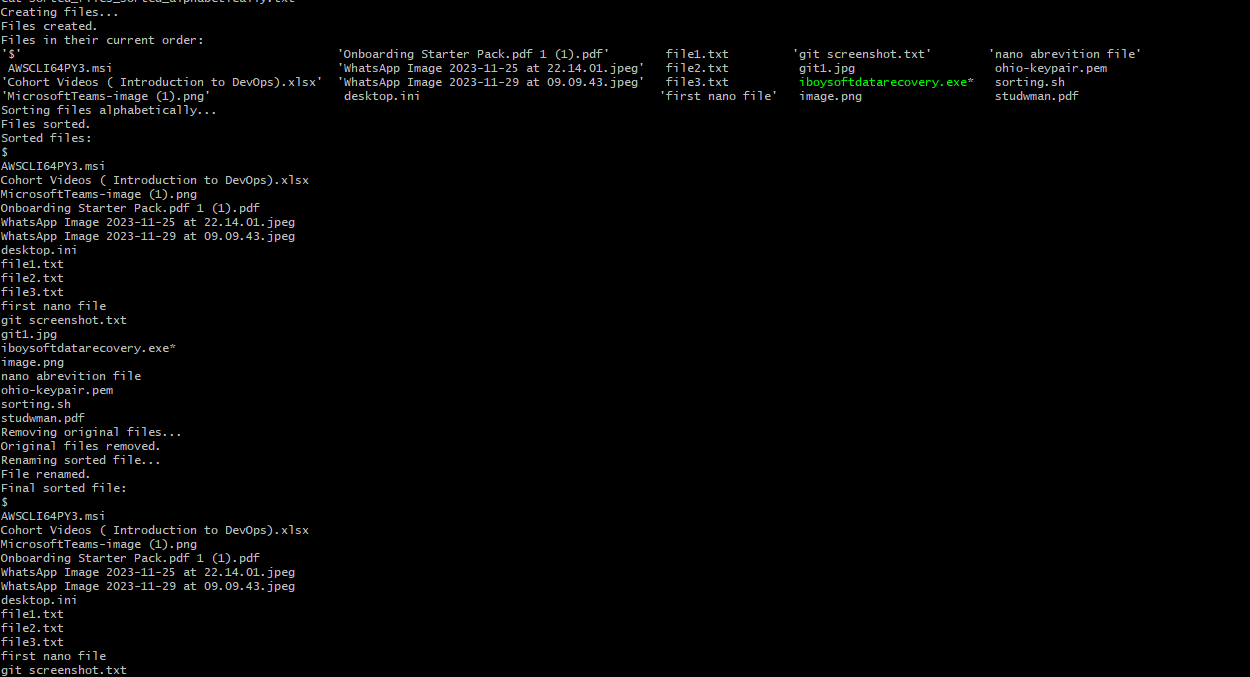 cat sorted_files_sorted_alphabetically.txt
Creating files...
Files created.
Files in their current order:
'$' 'Onboarding Starter Pack.pdf 1 (1).pdf' file1.txt 'git screenshot.txt' 'nano abrevition file'
AWSCLI64PY3.msi 'WhatsApp Image 2023-11-25 at 22.14.01.jpeg' file2.txt git1.jpg ohio-keypair.pem
'Cohort Videos ( Introduction to DevOps).xlsx' 'WhatsApp Image 2023-11-29 at 09.09.43.jpeg' file3.txt iboysoftdatarecovery.exe* sorting.sh
'MicrosoftTeams-image (1).png' desktop.ini 'first nano file' image.png studwman.pdf
Sorting files alphabetically...
Files sorted.
Sorted files:
$
AWSCLI64PY3.msi
Cohort Videos ( Introduction to DevOps).xlsx
MicrosoftTeams-image (1).png
Onboarding Starter Pack.pdf 1 (1).pdf
WhatsApp Image 2023-11-25 at 22.14.01.jpeg
WhatsApp Image 2023-11-29 at 09.09.43.jpeg
desktop.ini
file1.txt
file2.txt
file3.txt
first nano file
git screenshot.txt
git1.jpg
iboysoftdatarecovery.exe*
image.png
nano abrevition file
ohio-keypair.pem
sorting.sh
studwman.pdf
Removing original files...
Original files removed.
Renaming sorted file...
File renamed.
Final sorted file:
$
AWSCLI64PY3.msi
Cohort Videos ( Introduction to DevOps).xlsx
MicrosoftTeams-image (1).png
Onboarding Starter Pack.pdf 1 (1).pdf
WhatsApp Image 2023-11-25 at 22.14.01.jpeg
WhatsApp Image 2023-11-29 at 09.09.43.jpeg
desktop.ini
file1.txt
file2.txt
file3.txt
first nano file
git screenshot.txt